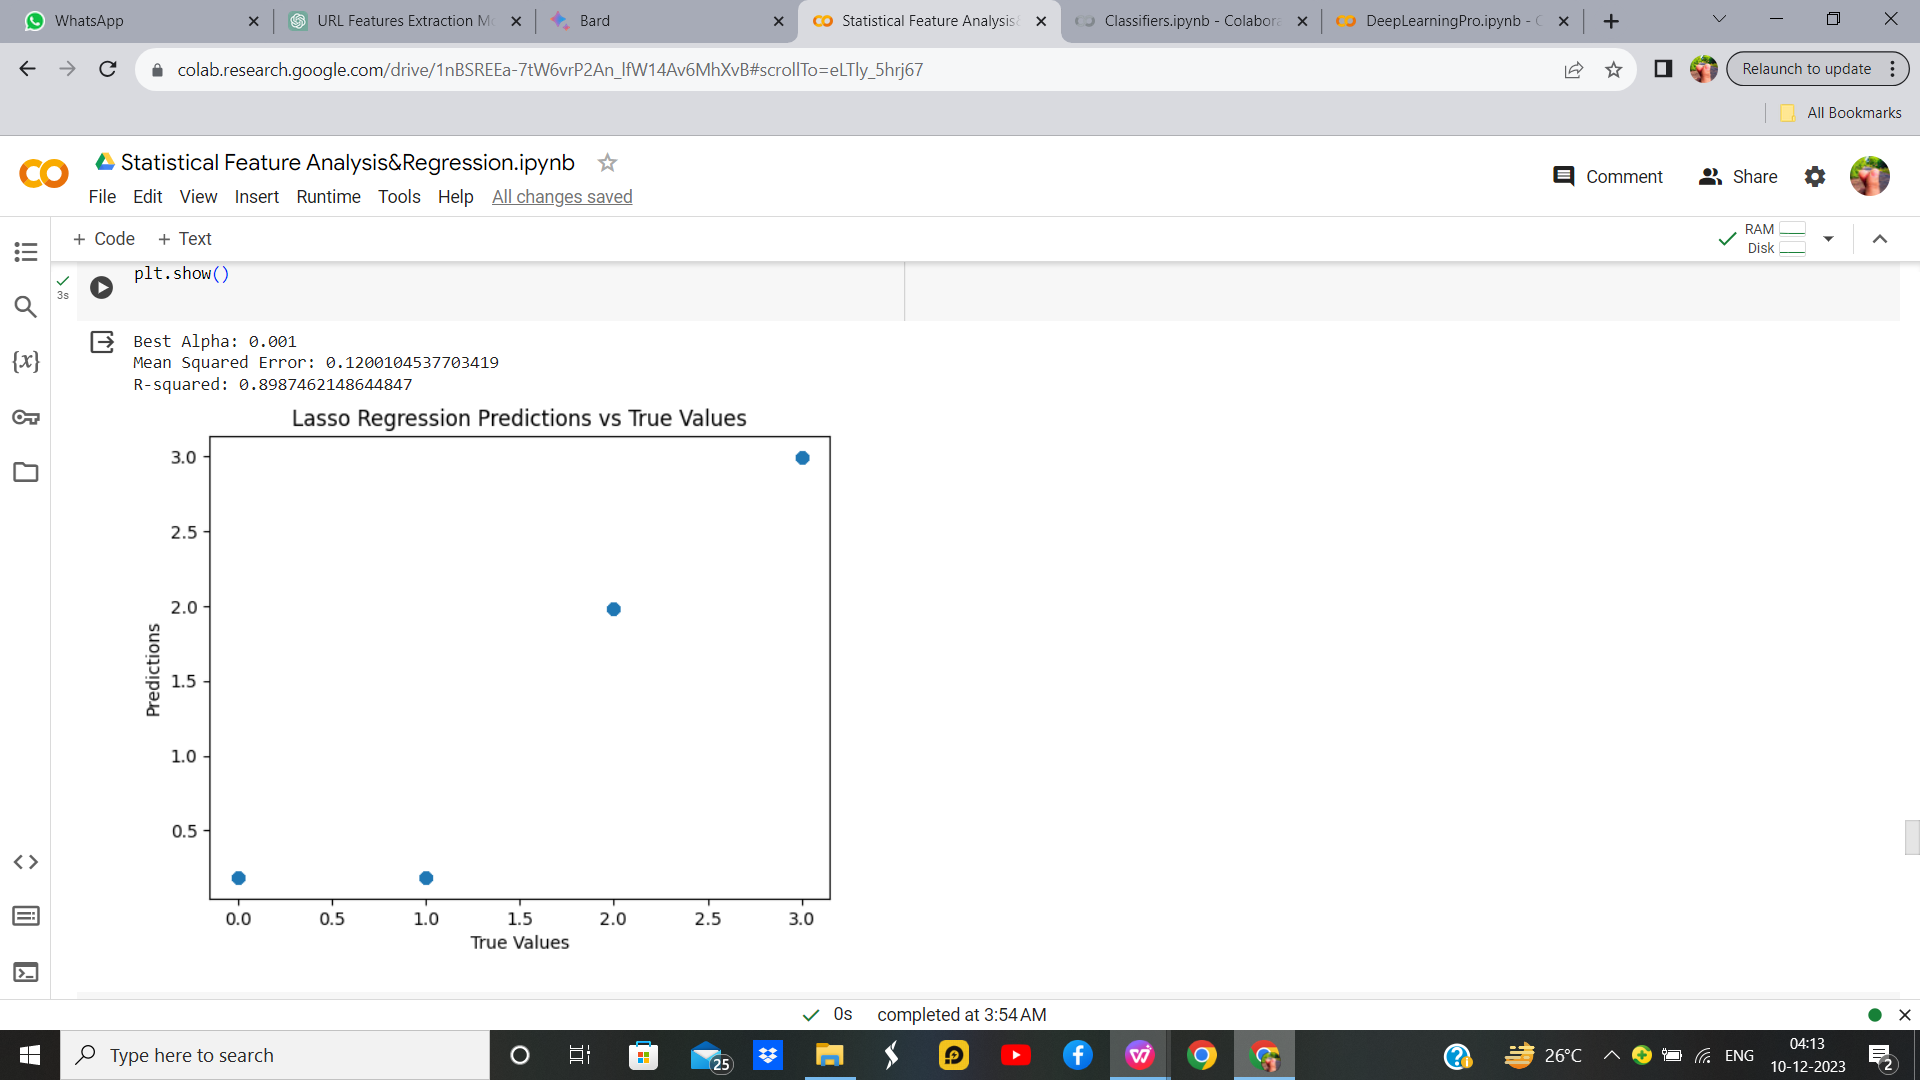 WhatsApp
URL Features Extraction Mo
Bard
Statistical Feature Analysis&
Classifiers.ipynb - Colabora
DeepLearningPro.ipynb - C
colab.research.google.com/drive/1nBSREEa-7tW6vrP2An_lfW14Av6MhXvB#scrollTo=eLTly_5hrj67
Relaunch to update
All Bookmarks
Statistical Feature Analysis&Regression.ipynb
Comment
Share
File Edit View Insert Runtime Tools Help All changes saved
+ Code + Text
RAM
Disk
plt.show()
3s
{x}
Best Alpha: 0.001
Mean Squared Error: 0.1200104537703419
R-squared: 0.8987462148644847
Lasso Regression Predictions vs True Values
3.0
2.5
2.0
1.5
1.0
0.5
Predictions
0.0 0.5 1.0 1.5 2.0 2.5 3.0
True Values
0s completed at 3:54 AM
Type here to search
25
26°C
ENG
04:13
10-12-2023
2